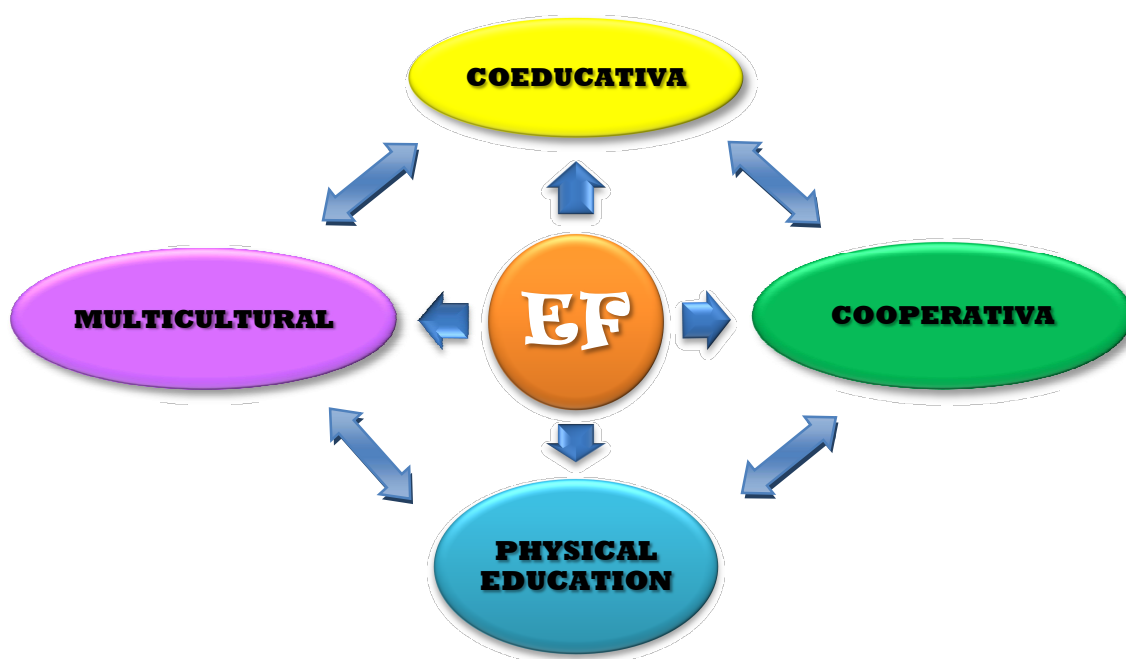 COEDUCATIVA
MULTICULTURAL
EF
COOPERATIVA
PHYSICAL
EDUCATION